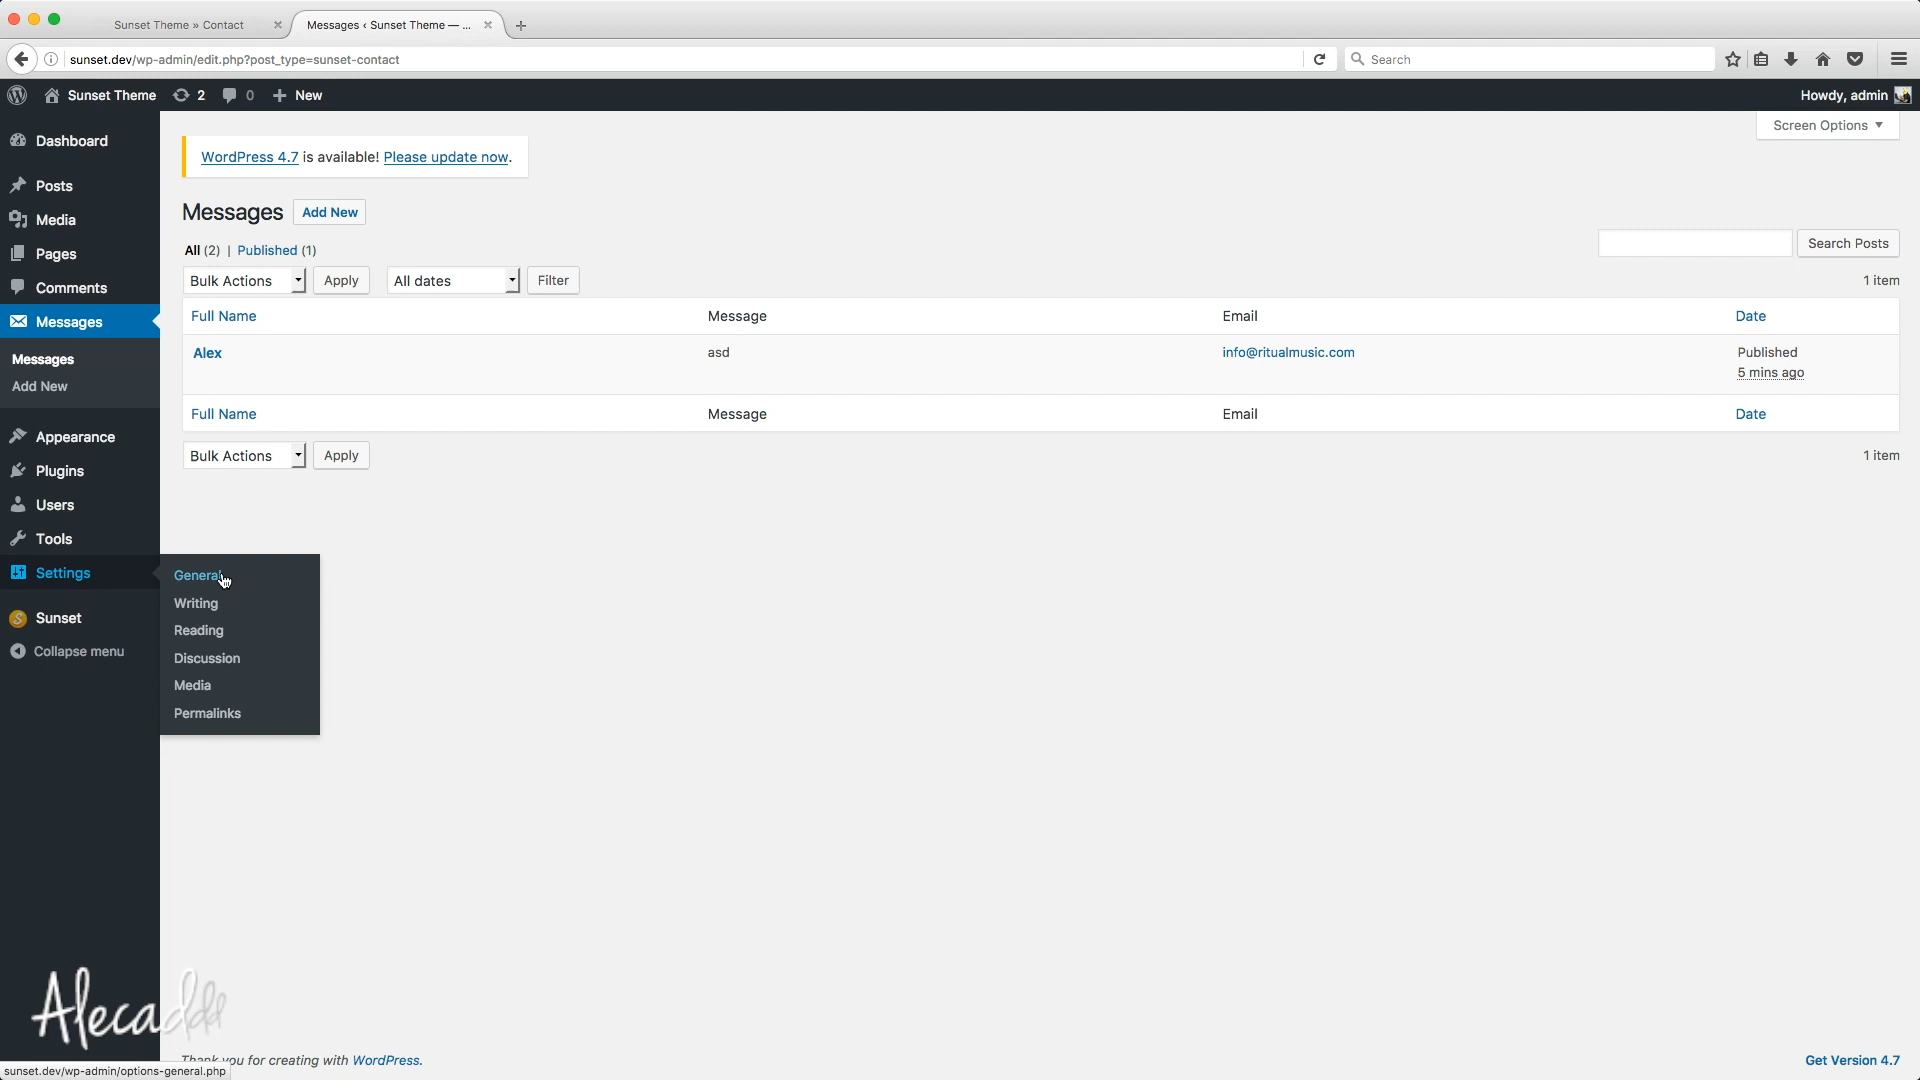 Sunset Theme » Contact
Messages ‹ Sunset Theme — ...
sunset.dev/wp-admin/edit.php?post_type=sunset-contact
Search
Sunset Theme 2 0 New
Howdy, admin
Dashboard
Posts
Media
Pages
Comments
Messages
Messages
Add New
Appearance
Plugins
Users
Tools
Settings
Sunset
Collapse menu
General
Writing
Reading
Discussion
Media
Permalinks
Screen Options
WordPress 4.7 is available! Please update now.
Messages Add New
All (2) | Published (1)
Search Posts
Bulk Actions Apply All dates Filter
1 item
Full Name Message Email Date
Alex asd info@ritualmusic.com Published
5 mins ago
Full Name Message Email Date
Bulk Actions Apply
1 item
Alecaddd
Thank you for creating with WordPress.
Get Version 4.7
sunset.dev/wp-admin/options-general.php